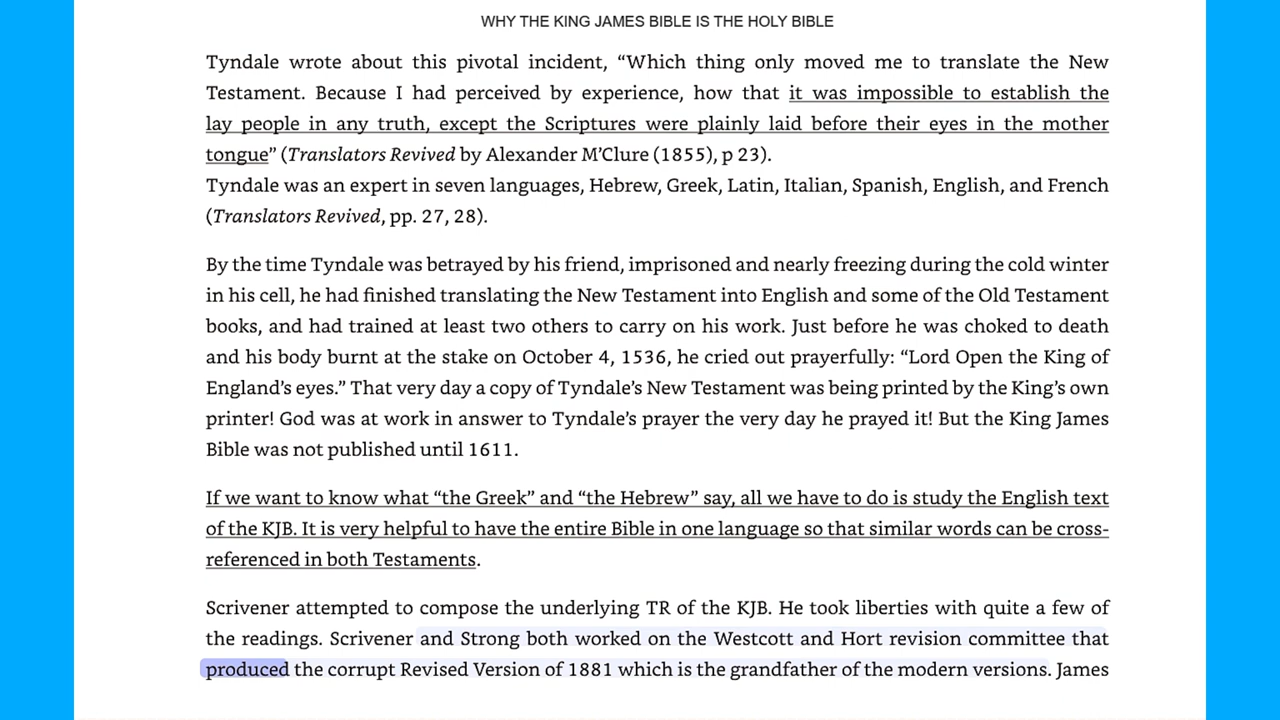 WHY THE KING JAMES BIBLE IS THE HOLY BIBLE
Tyndale wrote about this pivotal incident, “Which thing only moved me to translate the New
Testament. Because I had perceived by experience, how that it was impossible to establish the
lay people in any truth, except the Scriptures were plainly laid before their eyes in the mother
tongue” (Translators Revived by Alexander M’Clure (1855), p 23).
Tyndale was an expert in seven languages, Hebrew, Greek, Latin, Italian, Spanish, English, and French
(Translators Revived, pp. 27, 28).
By the time Tyndale was betrayed by his friend, imprisoned and nearly freezing during the cold winter
in his cell, he had finished translating the New Testament into English and some of the Old Testament
books, and had trained at least two others to carry on his work. Just before he was choked to death
and his body burnt at the stake on October 4, 1536, he cried out prayerfully: “Lord Open the King of
England’s eyes.” That very day a copy of Tyndale’s New Testament was being printed by the King’s own
printer! God was at work in answer to Tyndale’s prayer the very day he prayed it! But the King James
Bible was not published until 1611.
If we want to know what “the Greek” and “the Hebrew” say, all we have to do is study the English text
of the KJB. It is very helpful to have the entire Bible in one language so that similar words can be cross-
referenced in both Testaments.
Scrivener attempted to compose the underlying TR of the KJB. He took liberties with quite a few of
the readings. Scrivener and Strong both worked on the Westcott and Hort revision committee that
produced the corrupt Revised Version of 1881 which is the grandfather of the modern versions. James